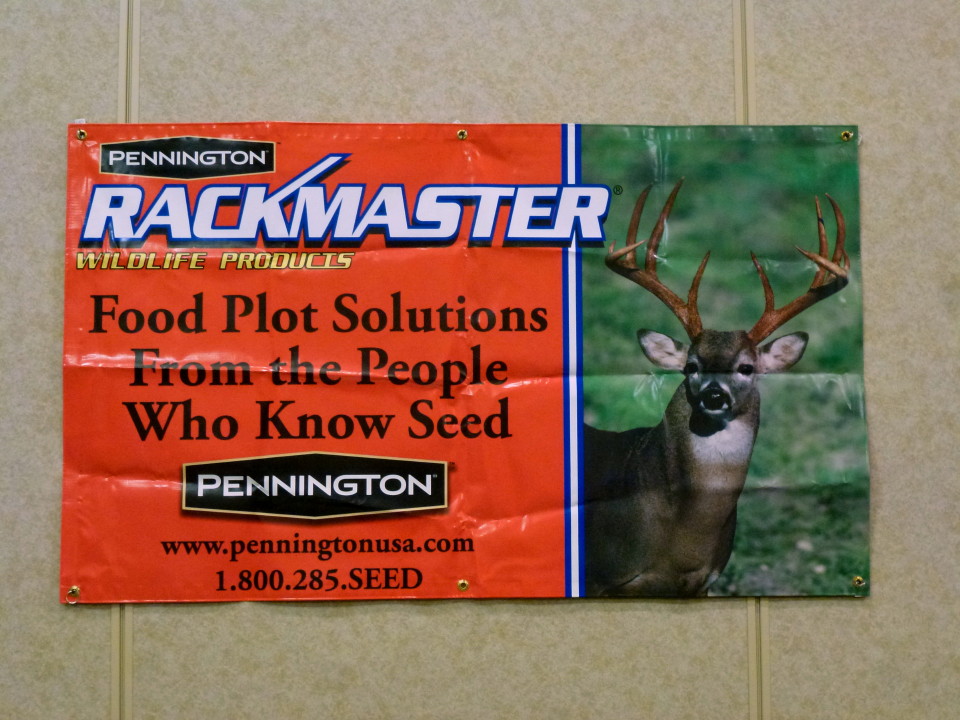 PENNINGTON
RACKMASTER®
WILDLIFE PRODUCTS
Food Plot Solutions
From the People
Who Know Seed
PENNINGTON
www.penningtonusa.com
1.800.285.SEED